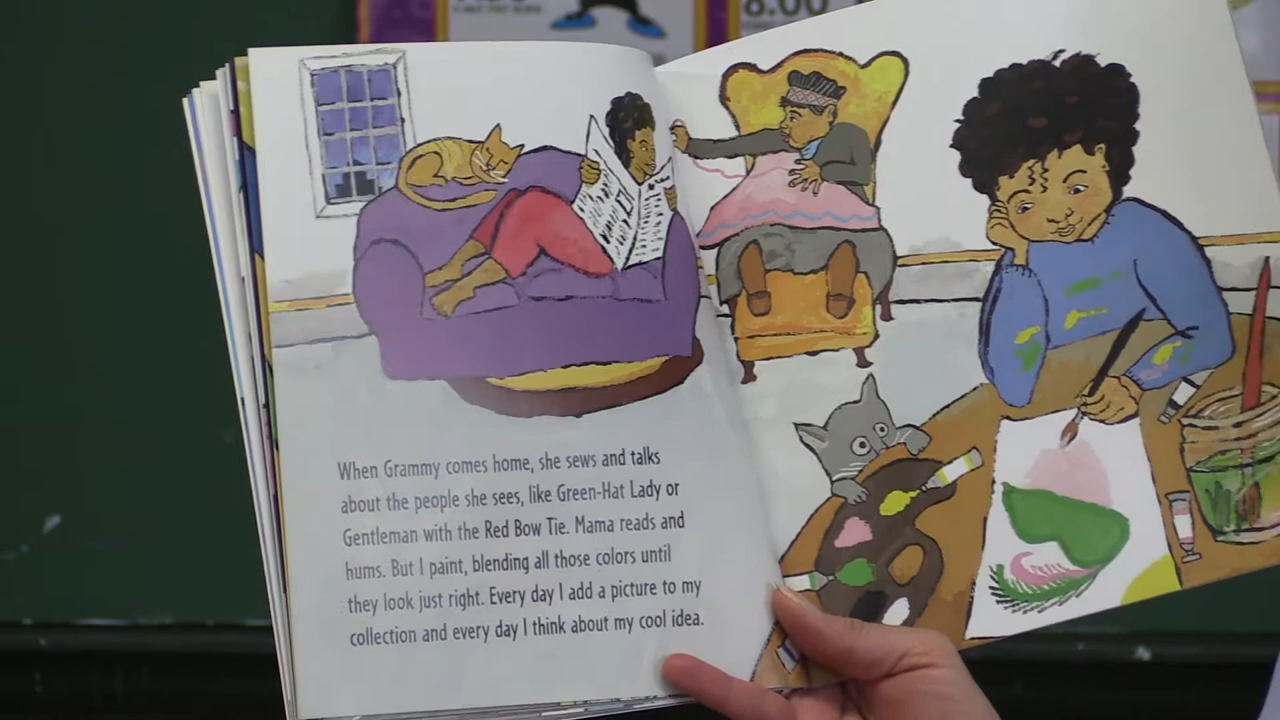 8:00
When Grammy comes home, she sews and talks
about the people she sees, like Green-Hat Lady or
Gentleman with the Red Bow Tie. Mama reads and
hums. But I paint, blending all those colors until
they look just right. Every day I add a picture to my
collection and every day I think about my cool idea.